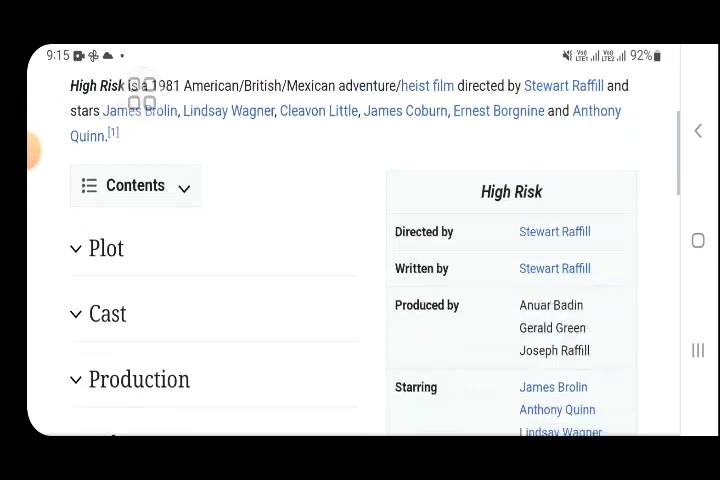 9:15
92%
High Risk is a 1981 American/British/Mexican adventure/heist film directed by Stewart Raffill and
stars James Brolin, Lindsay Wagner, Cleavon Little, James Coburn, Ernest Borgnine and Anthony
Quinn.[1]
Contents
High Risk
Plot
Directed by Stewart Raffill
Written by Stewart Raffill
Cast
Produced by Anuar Badin
Gerald Green
Joseph Raffill
Production
Starring James Brolin
Anthony Quinn
Lindsay Wagner